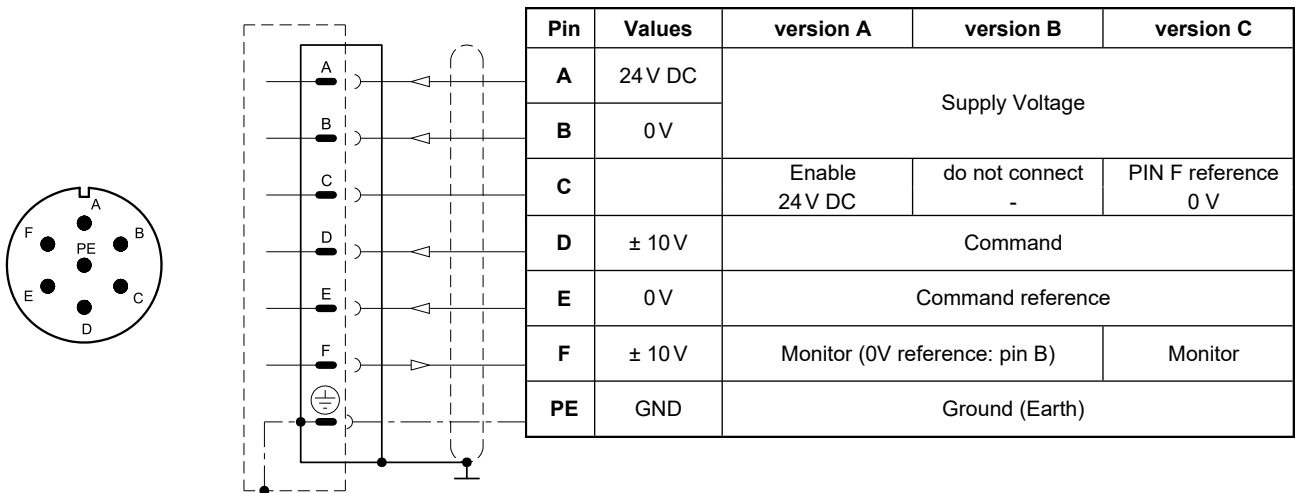 A
F
B
PE
E
C
D
A
B
C
D
E
F
Pin Values version A version B version C
A 24 V DC Supply Voltage
B 0 V
C Enable do not connect PIN F reference
24 V DC - 0 V
D ± 10 V Command
E 0 V Command reference
F ± 10 V Monitor (0V reference: pin B) Monitor
PE GND Ground (Earth)